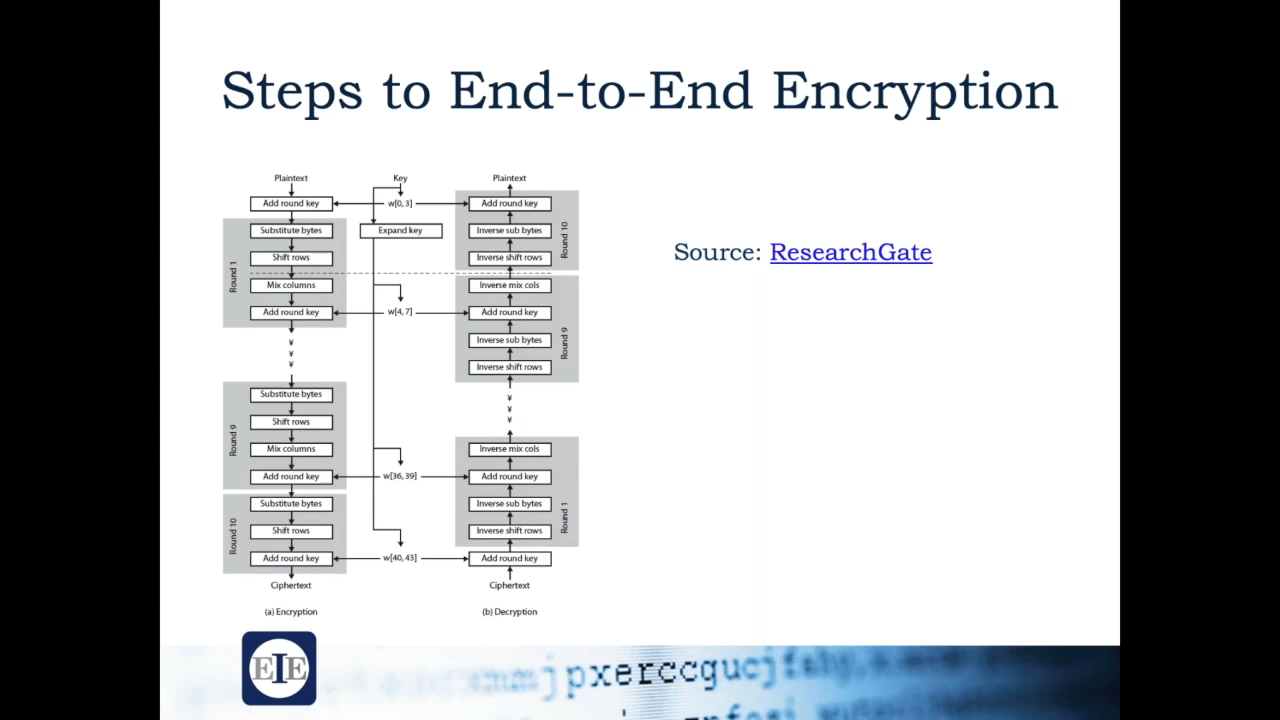 Steps to End-to-End Encryption
Plaintext
Add round key
Substitute bytes
Shift rows
Mix columns
Add round key
Round 1
¥
¥
¥
Substitute bytes
Shift rows
Mix columns
Add round key
Round 9
Substitute bytes
Shift rows
Add round key
Round 10
Ciphertext
(a) Encryption
Key
w[0, 3]
Expand key
w[4, 7]
w[36, 39]
w[40, 43]
Plaintext
Add round key
Inverse sub bytes
Inverse shift rows
Round 10
Inverse mix cols
Add round key
Inverse sub bytes
Inverse shift rows
Round 9
¥
¥
¥
Inverse mix cols
Add round key
Inverse sub bytes
Inverse shift rows
Round 1
Add round key
Ciphertext
(b) Decryption
Source: ResearchGate
EIE
jpxerccgucjfahy